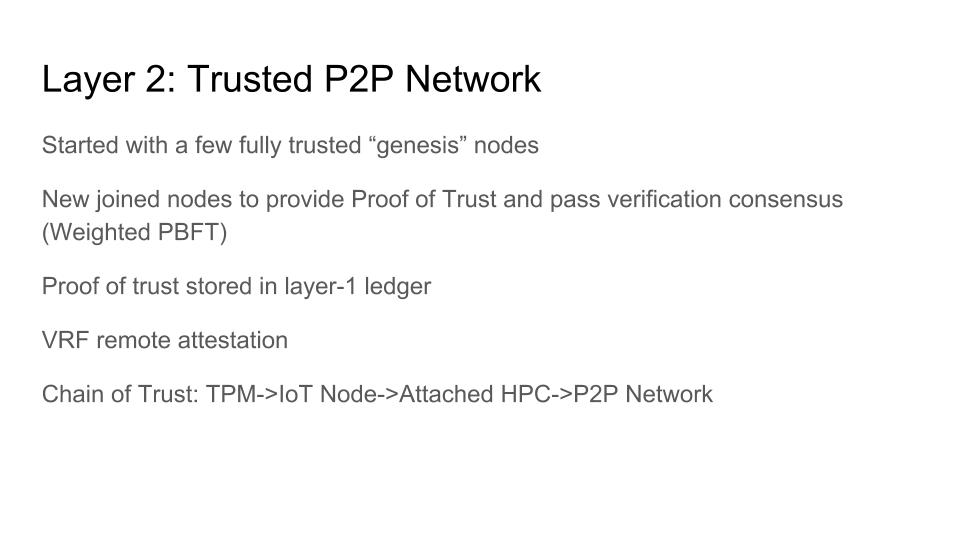 Layer 2: Trusted P2P Network
Started with a few fully trusted “genesis” nodes
New joined nodes to provide Proof of Trust and pass verification consensus
(Weighted PBFT)
Proof of trust stored in layer-1 ledger
VRF remote attestation
Chain of Trust: TPM->IoT Node->Attached HPC->P2P Network